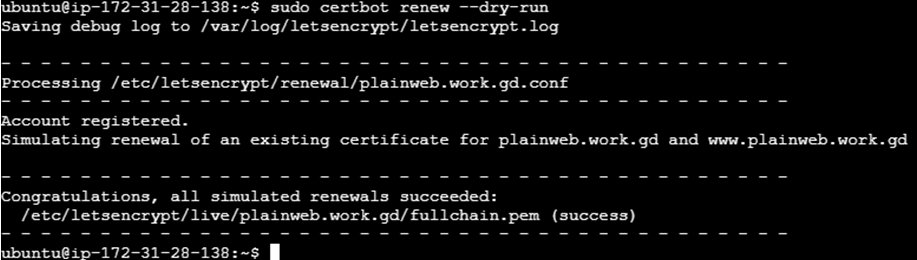 ubuntu@ip-172-31-28-138:~$ sudo certbot renew --dry-run
Saving debug log to /var/log/letsencrypt/letsencrypt.log
- - - - - - - - - - - - - - - - - - - - - - - - - - - - - - - - - - - - - - - -
Processing /etc/letsencrypt/renewal/plainweb.work.gd.conf
- - - - - - - - - - - - - - - - - - - - - - - - - - - - - - - - - - - - - - - -
Account registered.
Simulating renewal of an existing certificate for plainweb.work.gd and www.plainweb.work.gd
- - - - - - - - - - - - - - - - - - - - - - - - - - - - - - - - - - - - - - - -
Congratulations, all simulated renewals succeeded:
  /etc/letsencrypt/live/plainweb.work.gd/fullchain.pem (success)
- - - - - - - - - - - - - - - - - - - - - - - - - - - - - - - - - - - - - - - -
ubuntu@ip-172-31-28-138:~$